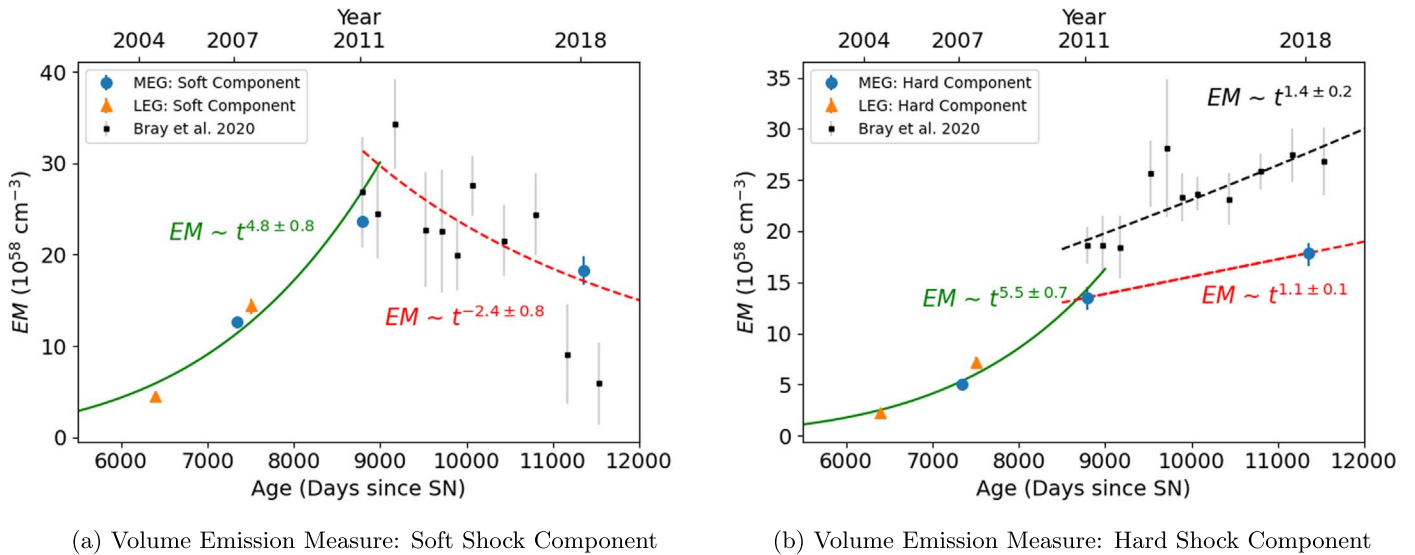 Year
2004 2007 2011 2018
MEG: Soft Component
LEG: Soft Component
Bray et al. 2020
EM ~ t^4.8 ± 0.8
EM ~ t^−2.4 ± 0.8
EM (10^58 cm^−3)
40
30
20
10
0
6000 7000 8000 9000 10000 11000 12000
Age (Days since SN)
(a) Volume Emission Measure: Soft Shock Component
Year
2004 2007 2011 2018
MEG: Hard Component
LEG: Hard Component
Bray et al. 2020
EM ~ t^1.4 ± 0.2
EM ~ t^5.5 ± 0.7
EM ~ t^1.1 ± 0.1
EM (10^58 cm^−3)
35
30
25
20
15
10
5
0
6000 7000 8000 9000 10000 11000 12000
Age (Days since SN)
(b) Volume Emission Measure: Hard Shock Component